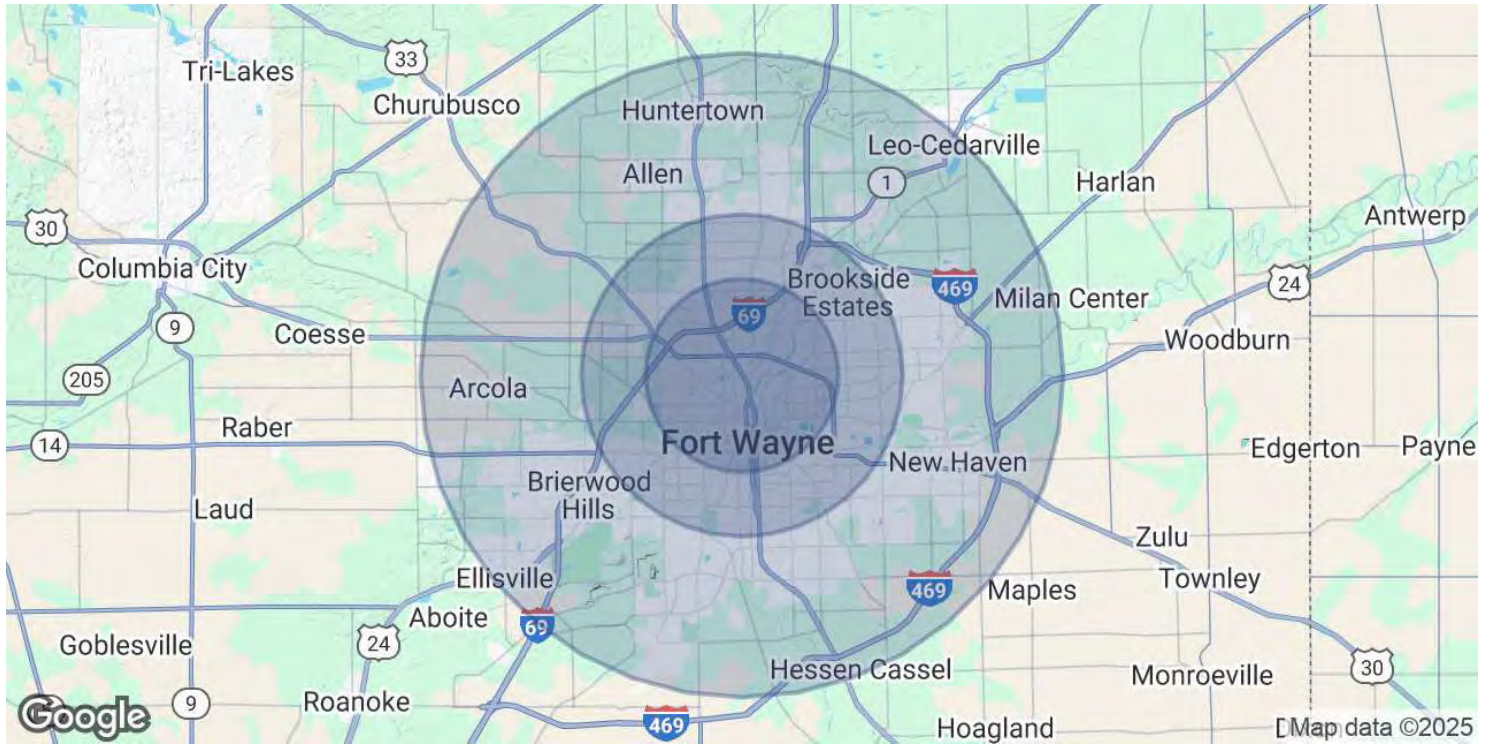 33
Tri-Lakes
Churubusco
Huntertown
Leo-Cedarville
Allen
1
Harlan
Antwerp
30
Columbia City
Brookside
Estates
469
Milan Center
24
69
9
Coesse
Woodburn
205
Arcola
14
Raber
Fort Wayne
New Haven
Edgerton
Payne
Brierwood
Hills
Laud
Zulu
Ellisville
469
Maples
Townley
Aboite
69
24
Goblesville
Hessen Cassel
Monroeville
30
Roanoke
9
Google
469
Hoagland
Map data ©2025